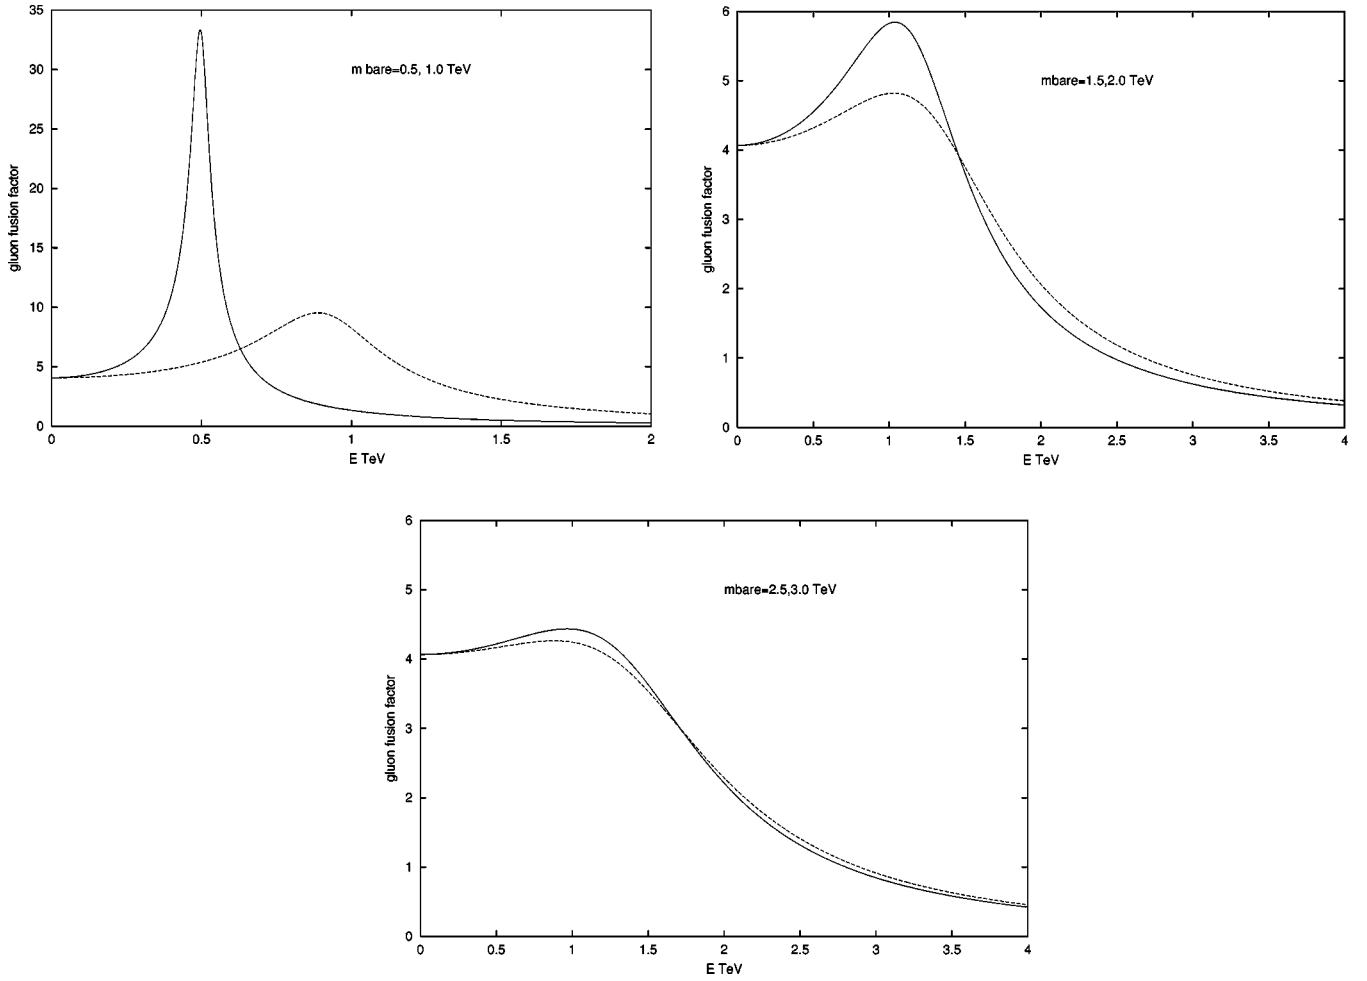 35
30
25
20
15
10
5
0
gluon fusion factor
m bare=0.5, 1.0 TeV
0 0.5 1 1.5 2
E TeV
6
5
4
3
2
1
0
gluon fusion factor
mbare=1.5,2.0 TeV
0 0.5 1 1.5 2 2.5 3 3.5 4
E TeV
6
5
4
3
2
1
0
gluon fusion factor
mbare=2.5,3.0 TeV
0 0.5 1 1.5 2 2.5 3 3.5 4
E TeV